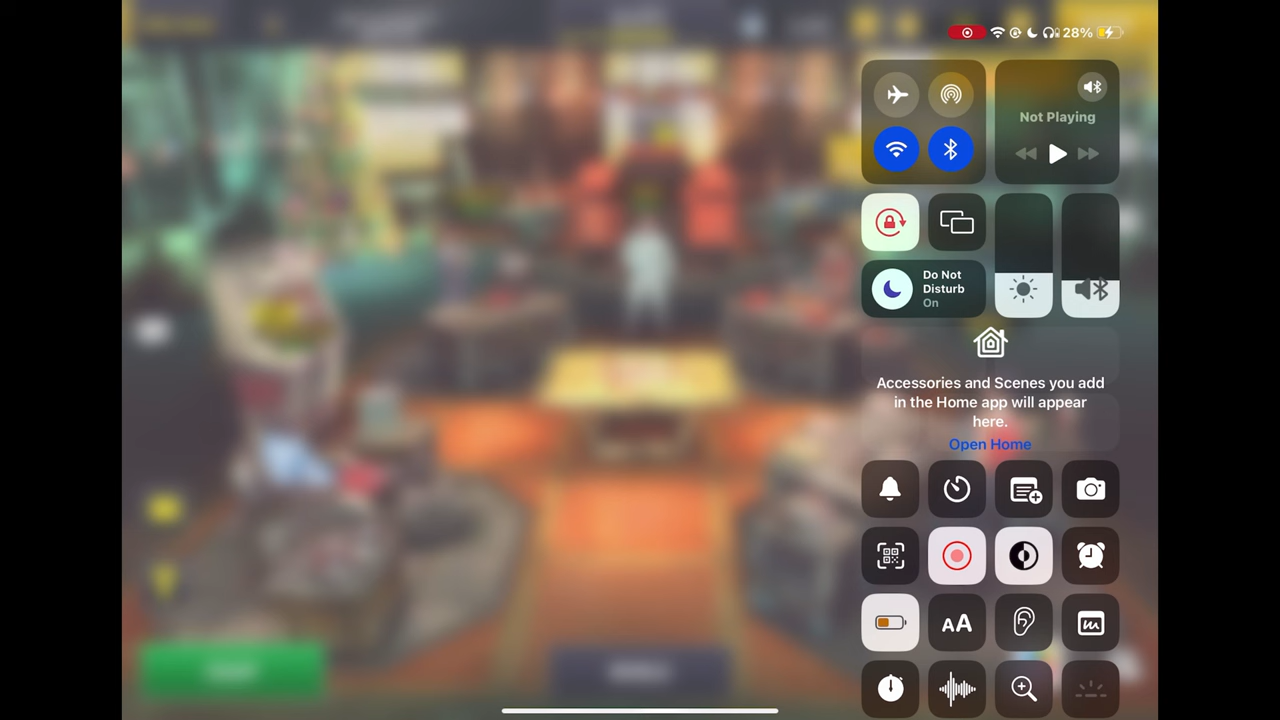 28%
Not Playing
Do Not
Disturb
On
Accessories and Scenes you add
in the Home app will appear
here.
Open Home
AA